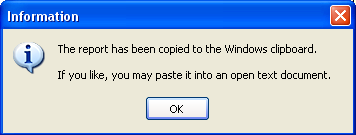 Information
The report has been copied to the Windows clipboard.
If you like, you may paste it into an open text document.
OK